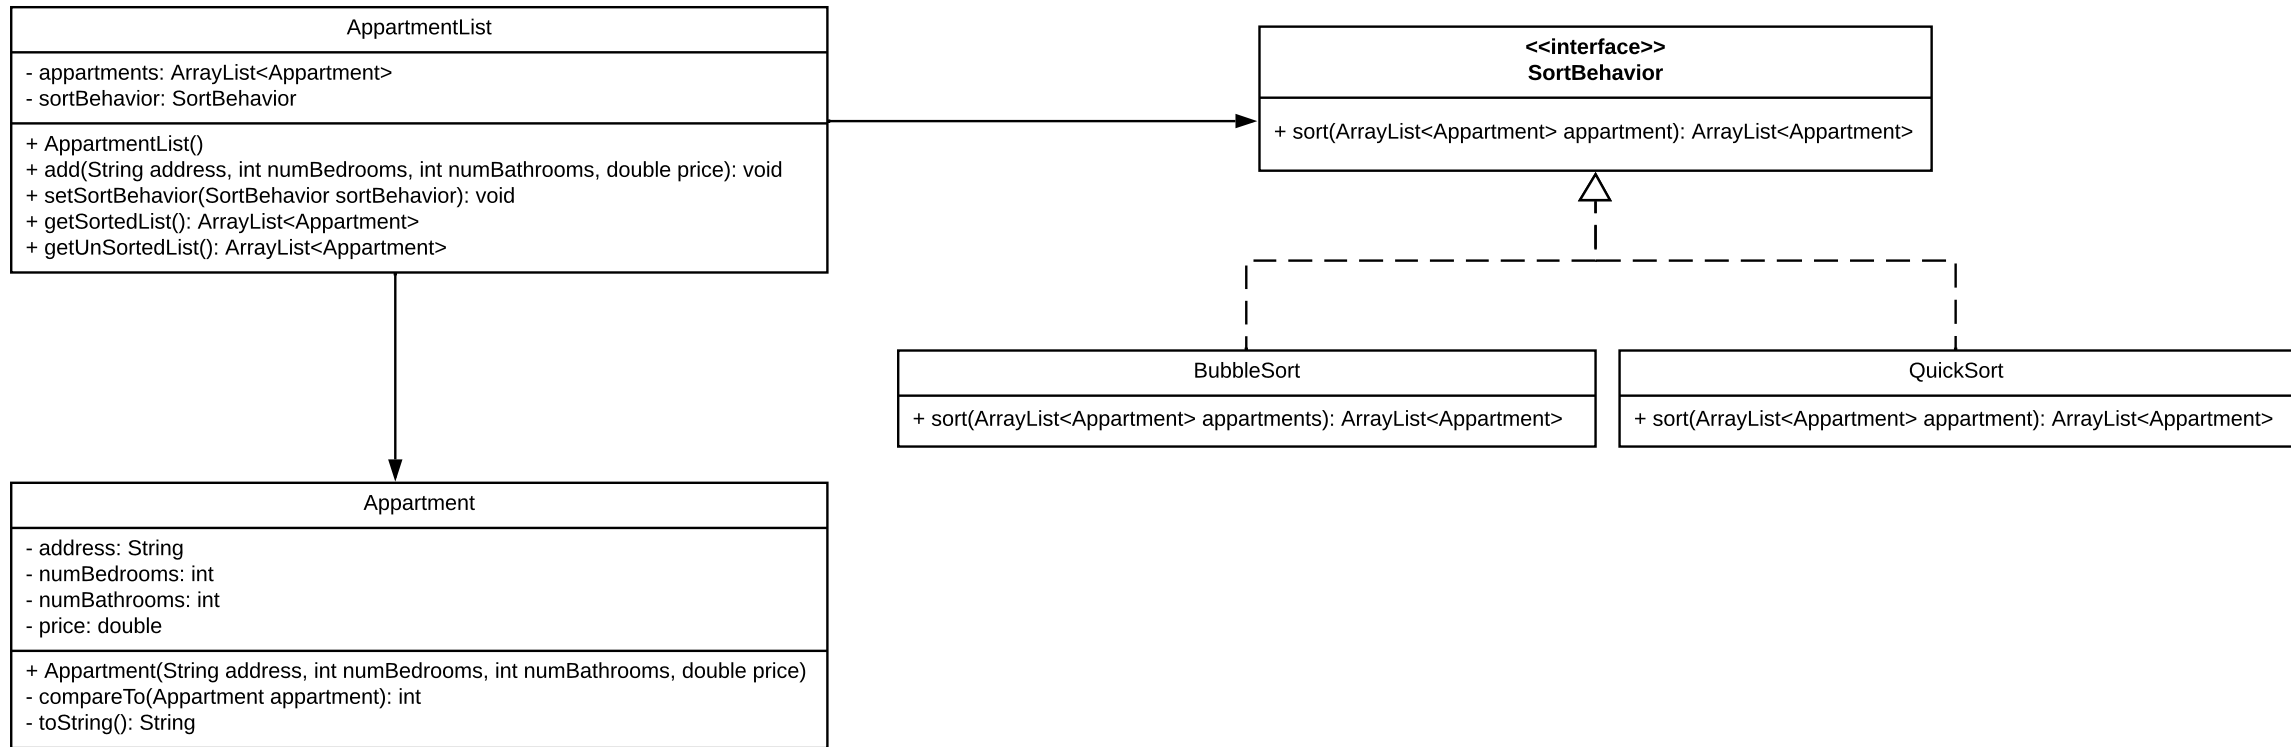 AppartmentList
- appartments: ArrayList<Appartment>
- sortBehavior: SortBehavior
+ AppartmentList()
+ add(String address, int numBedrooms, int numBathrooms, double price): void
+ setSortBehavior(SortBehavior sortBehavior): void
+ getSortedList(): ArrayList<Appartment>
+ getUnSortedList(): ArrayList<Appartment>
<<interface>>
SortBehavior
+ sort(ArrayList<Appartment> appartment): ArrayList<Appartment>
BubbleSort
+ sort(ArrayList<Appartment> appartments): ArrayList<Appartment>
QuickSort
+ sort(ArrayList<Appartment> appartment): ArrayList<Appartment>
Appartment
- address: String
- numBedrooms: int
- numBathrooms: int
- price: double
+ Appartment(String address, int numBedrooms, int numBathrooms, double price)
- compareTo(Appartment appartment): int
- toString(): String